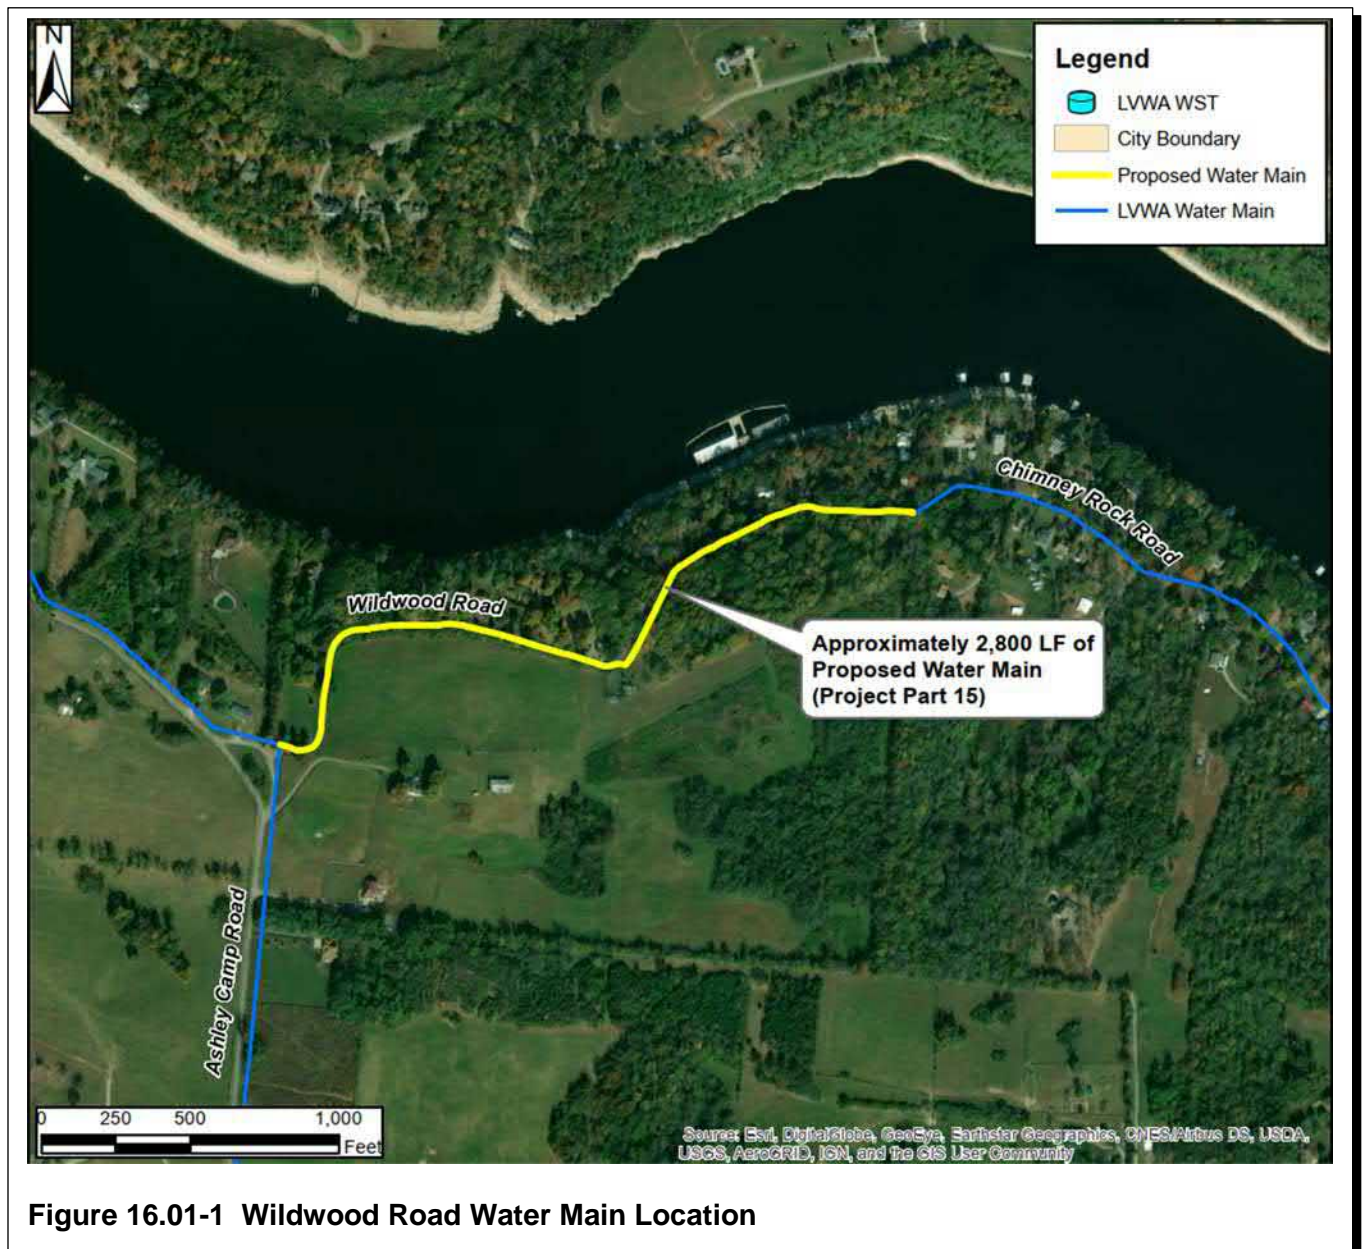 N
Legend
LVWA WST
City Boundary
Proposed Water Main
LVWA Water Main
Chimney Rock Road
Wildwood Road
Approximately 2,800 LF of
Proposed Water Main
(Project Part 15)
Ashley Camp Road
0 250 500 1,000
Feet
Source: Esri, DigitalGlobe, GeoEye, Earthstar Geographics, CNES/Airbus DS, USDA,
USGS, AeroGRID, IGN, and the GIS User Community
Figure 16.01-1 Wildwood Road Water Main Location